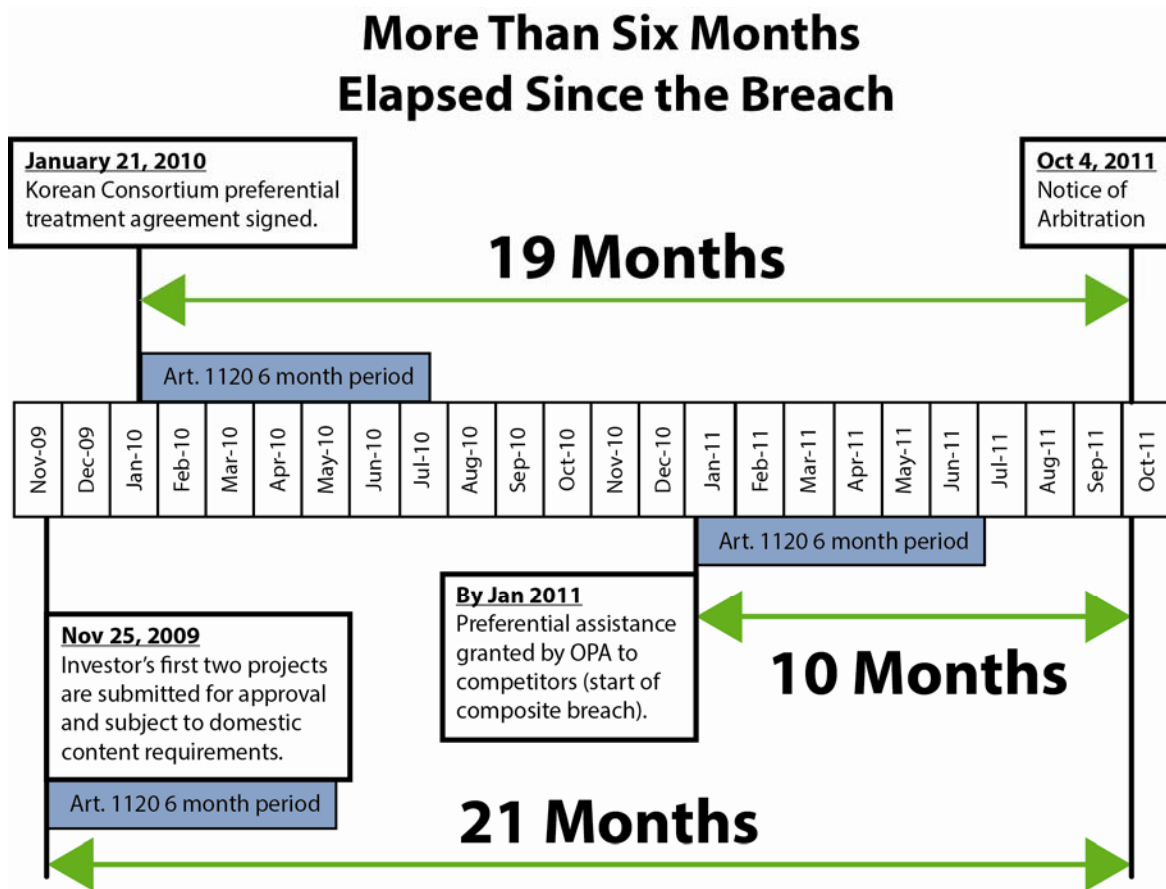 More Than Six Months
Elapsed Since the Breach
January 21, 2010
Korean Consortium preferential
treatment agreement signed.
Oct 4, 2011
Notice of
Arbitration
19 Months
Art. 1120 6 month period
Nov-09
Dec-09
Jan-10
Feb-10
Mar-10
Apr-10
May-10
Jun-10
Jul-10
Aug-10
Sep-10
Oct-10
Nov-10
Dec-10
Jan-11
Feb-11
Mar-11
Apr-11
May-11
Jun-11
Jul-11
Aug-11
Sep-11
Oct-11
Art. 1120 6 month period
By Jan 2011
Preferential assistance
granted by OPA to
competitors (start of
composite breach).
10 Months
Nov 25, 2009
Investor's first two projects
are submitted for approval
and subject to domestic
content requirements.
Art. 1120 6 month period
21 Months